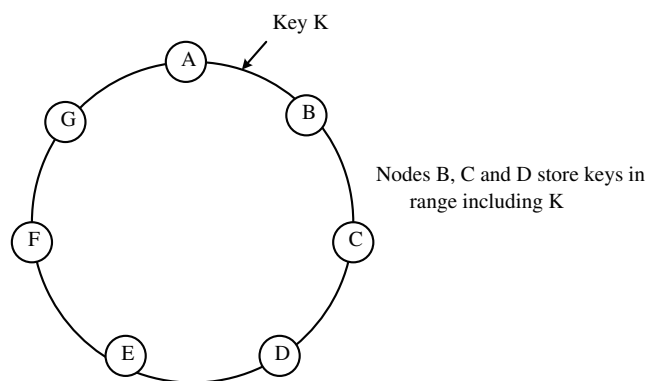 Key K
A
B
G
Nodes B, C and D store keys in
range including K
F
C
E
D